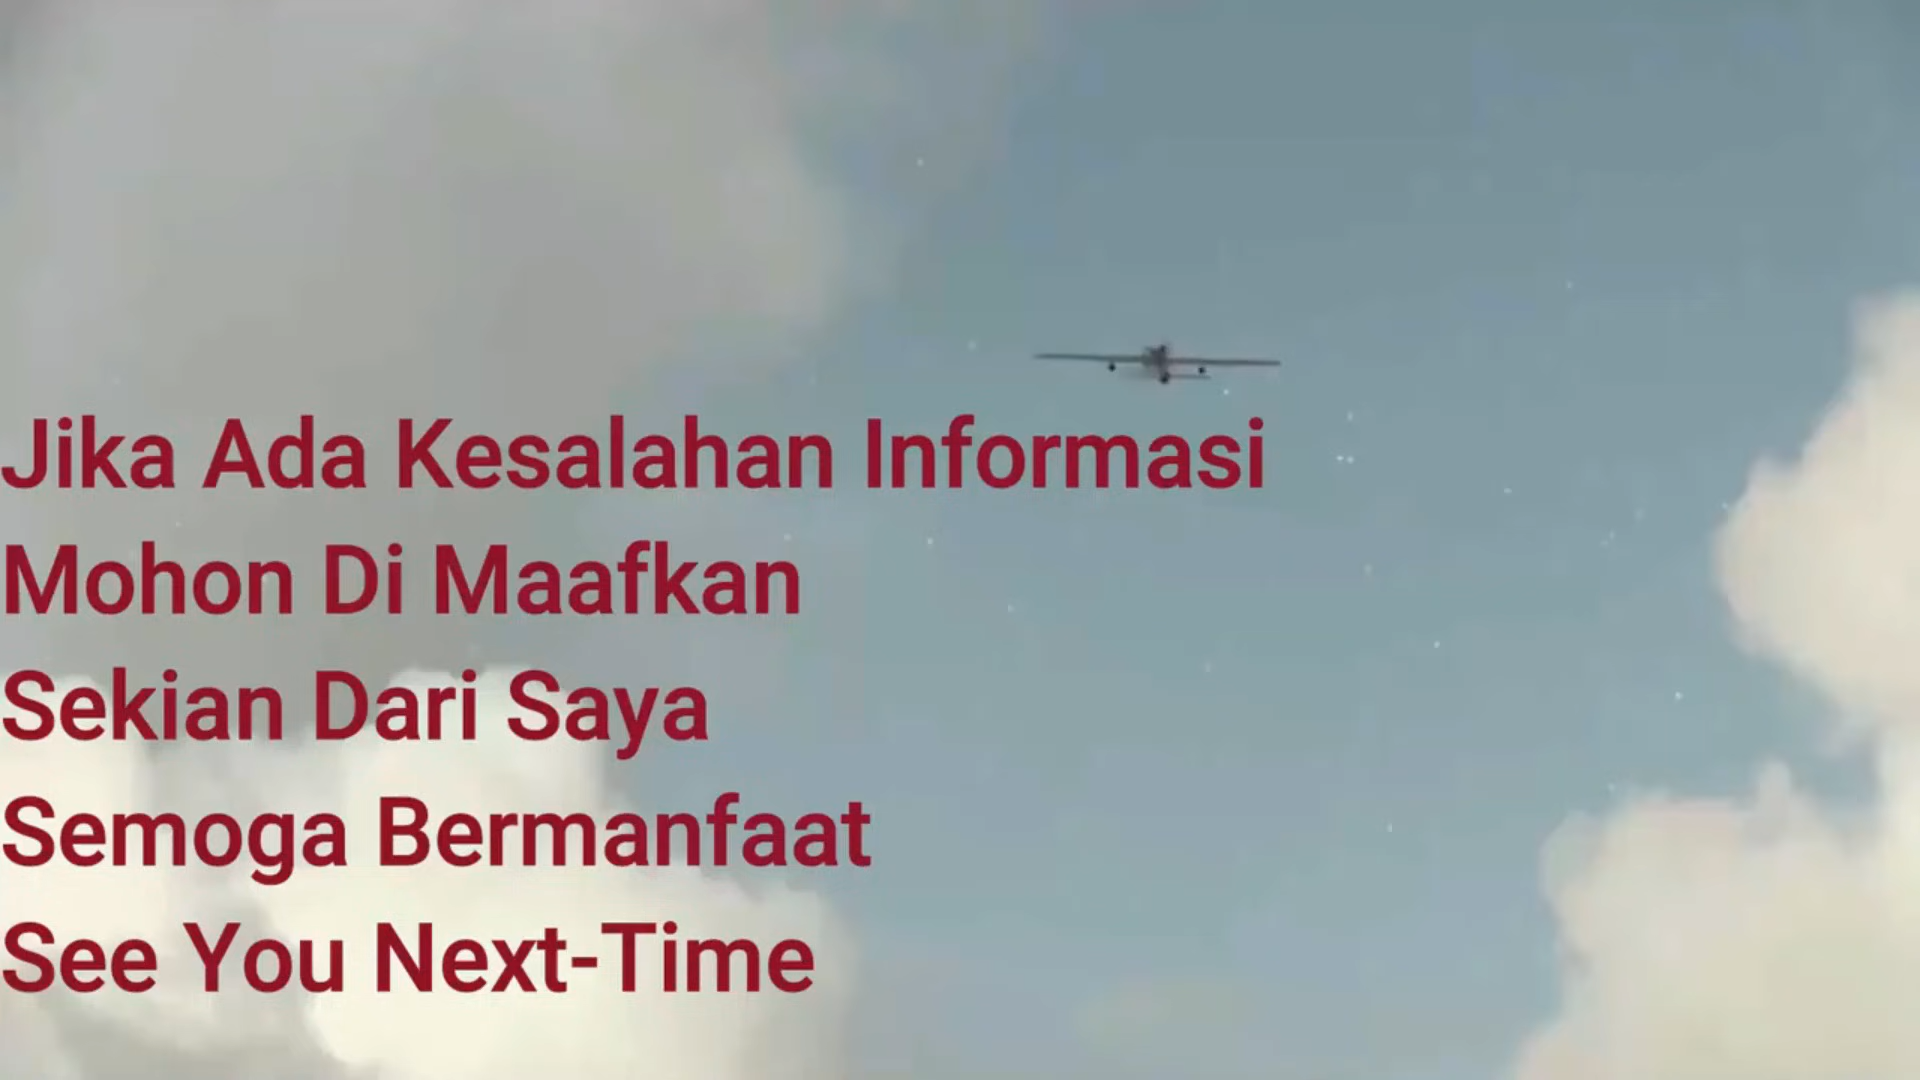 Jika Ada Kesalahan Informasi
Mohon Di Maafkan
Sekian Dari Saya
Semoga Bermanfaat
See You Next-Time